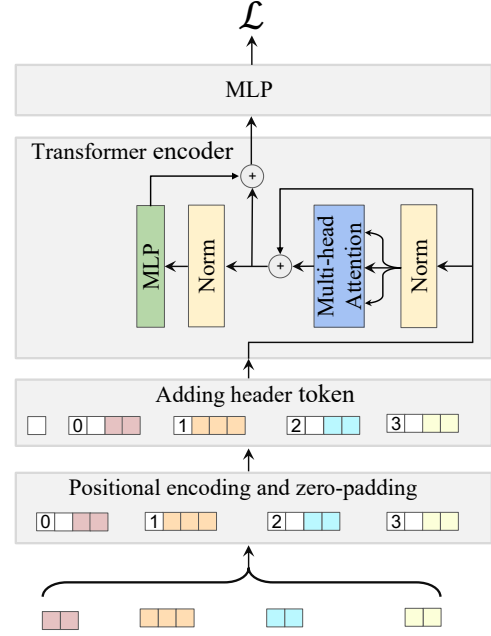 ℒ
MLP
Transformer encoder
+
+
MLP
Norm
Multi-head
Attention
Norm
Adding header token
0 1 2 3
Positional encoding and zero-padding
0 1 2 3